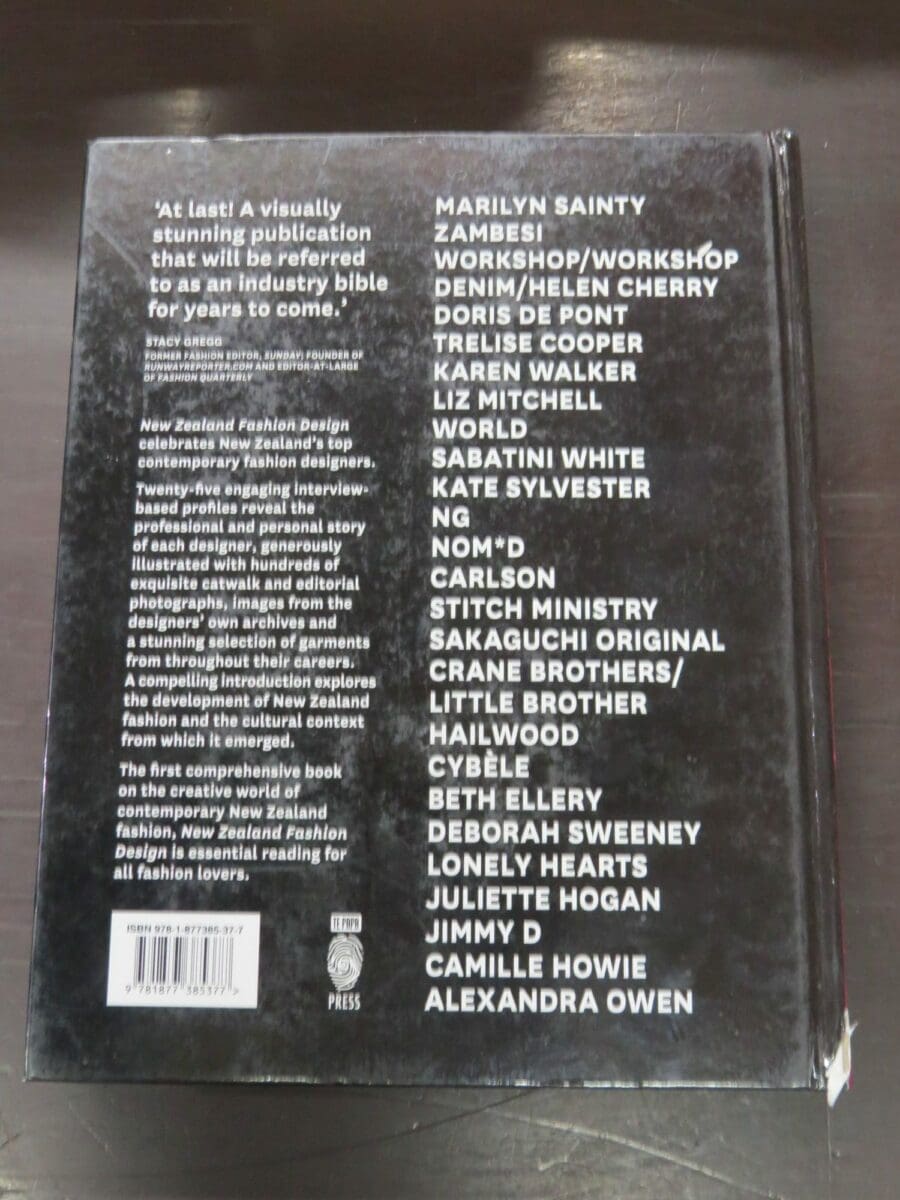 'At last! A visually
stunning publication
that will be referred
to as an industry bible
for years to come.'
STACY GREGG
FORMER FASHION EDITOR, SUNDAY; FOUNDER OF
RUNWAYREPORTER.COM AND EDITOR-AT-LARGE
OF FASHION QUARTERLY
New Zealand Fashion Design
celebrates New Zealand's top
contemporary fashion designers.
Twenty-five engaging interview-
based profiles reveal the
professional and personal story
of each designer, generously
illustrated with hundreds of
exquisite catwalk and editorial
photographs, images from the
designers' own archives and
a stunning selection of garments
from throughout their careers.
A compelling introduction explores
the development of New Zealand
fashion and the cultural context
from which it emerged.
The first comprehensive book
on the creative world of
contemporary New Zealand
fashion, New Zealand Fashion
Design is essential reading for
all fashion lovers.
ISBN 978-1-877385-37-7
9 781877 385377 >
TE PAPA
PRESS
MARILYN SAINTY
ZAMBESI
WORKSHOP/WORKSHOP
DENIM/HELEN CHERRY
DORIS DE PONT
TRELISE COOPER
KAREN WALKER
LIZ MITCHELL
WORLD
SABATINI WHITE
KATE SYLVESTER
NG
NOM*D
CARLSON
STITCH MINISTRY
SAKAGUCHI ORIGINAL
CRANE BROTHERS/
LITTLE BROTHER
HAILWOOD
CYBÈLE
BETH ELLERY
DEBORAH SWEENEY
LONELY HEARTS
JULIETTE HOGAN
JIMMY D
CAMILLE HOWIE
ALEXANDRA OWEN